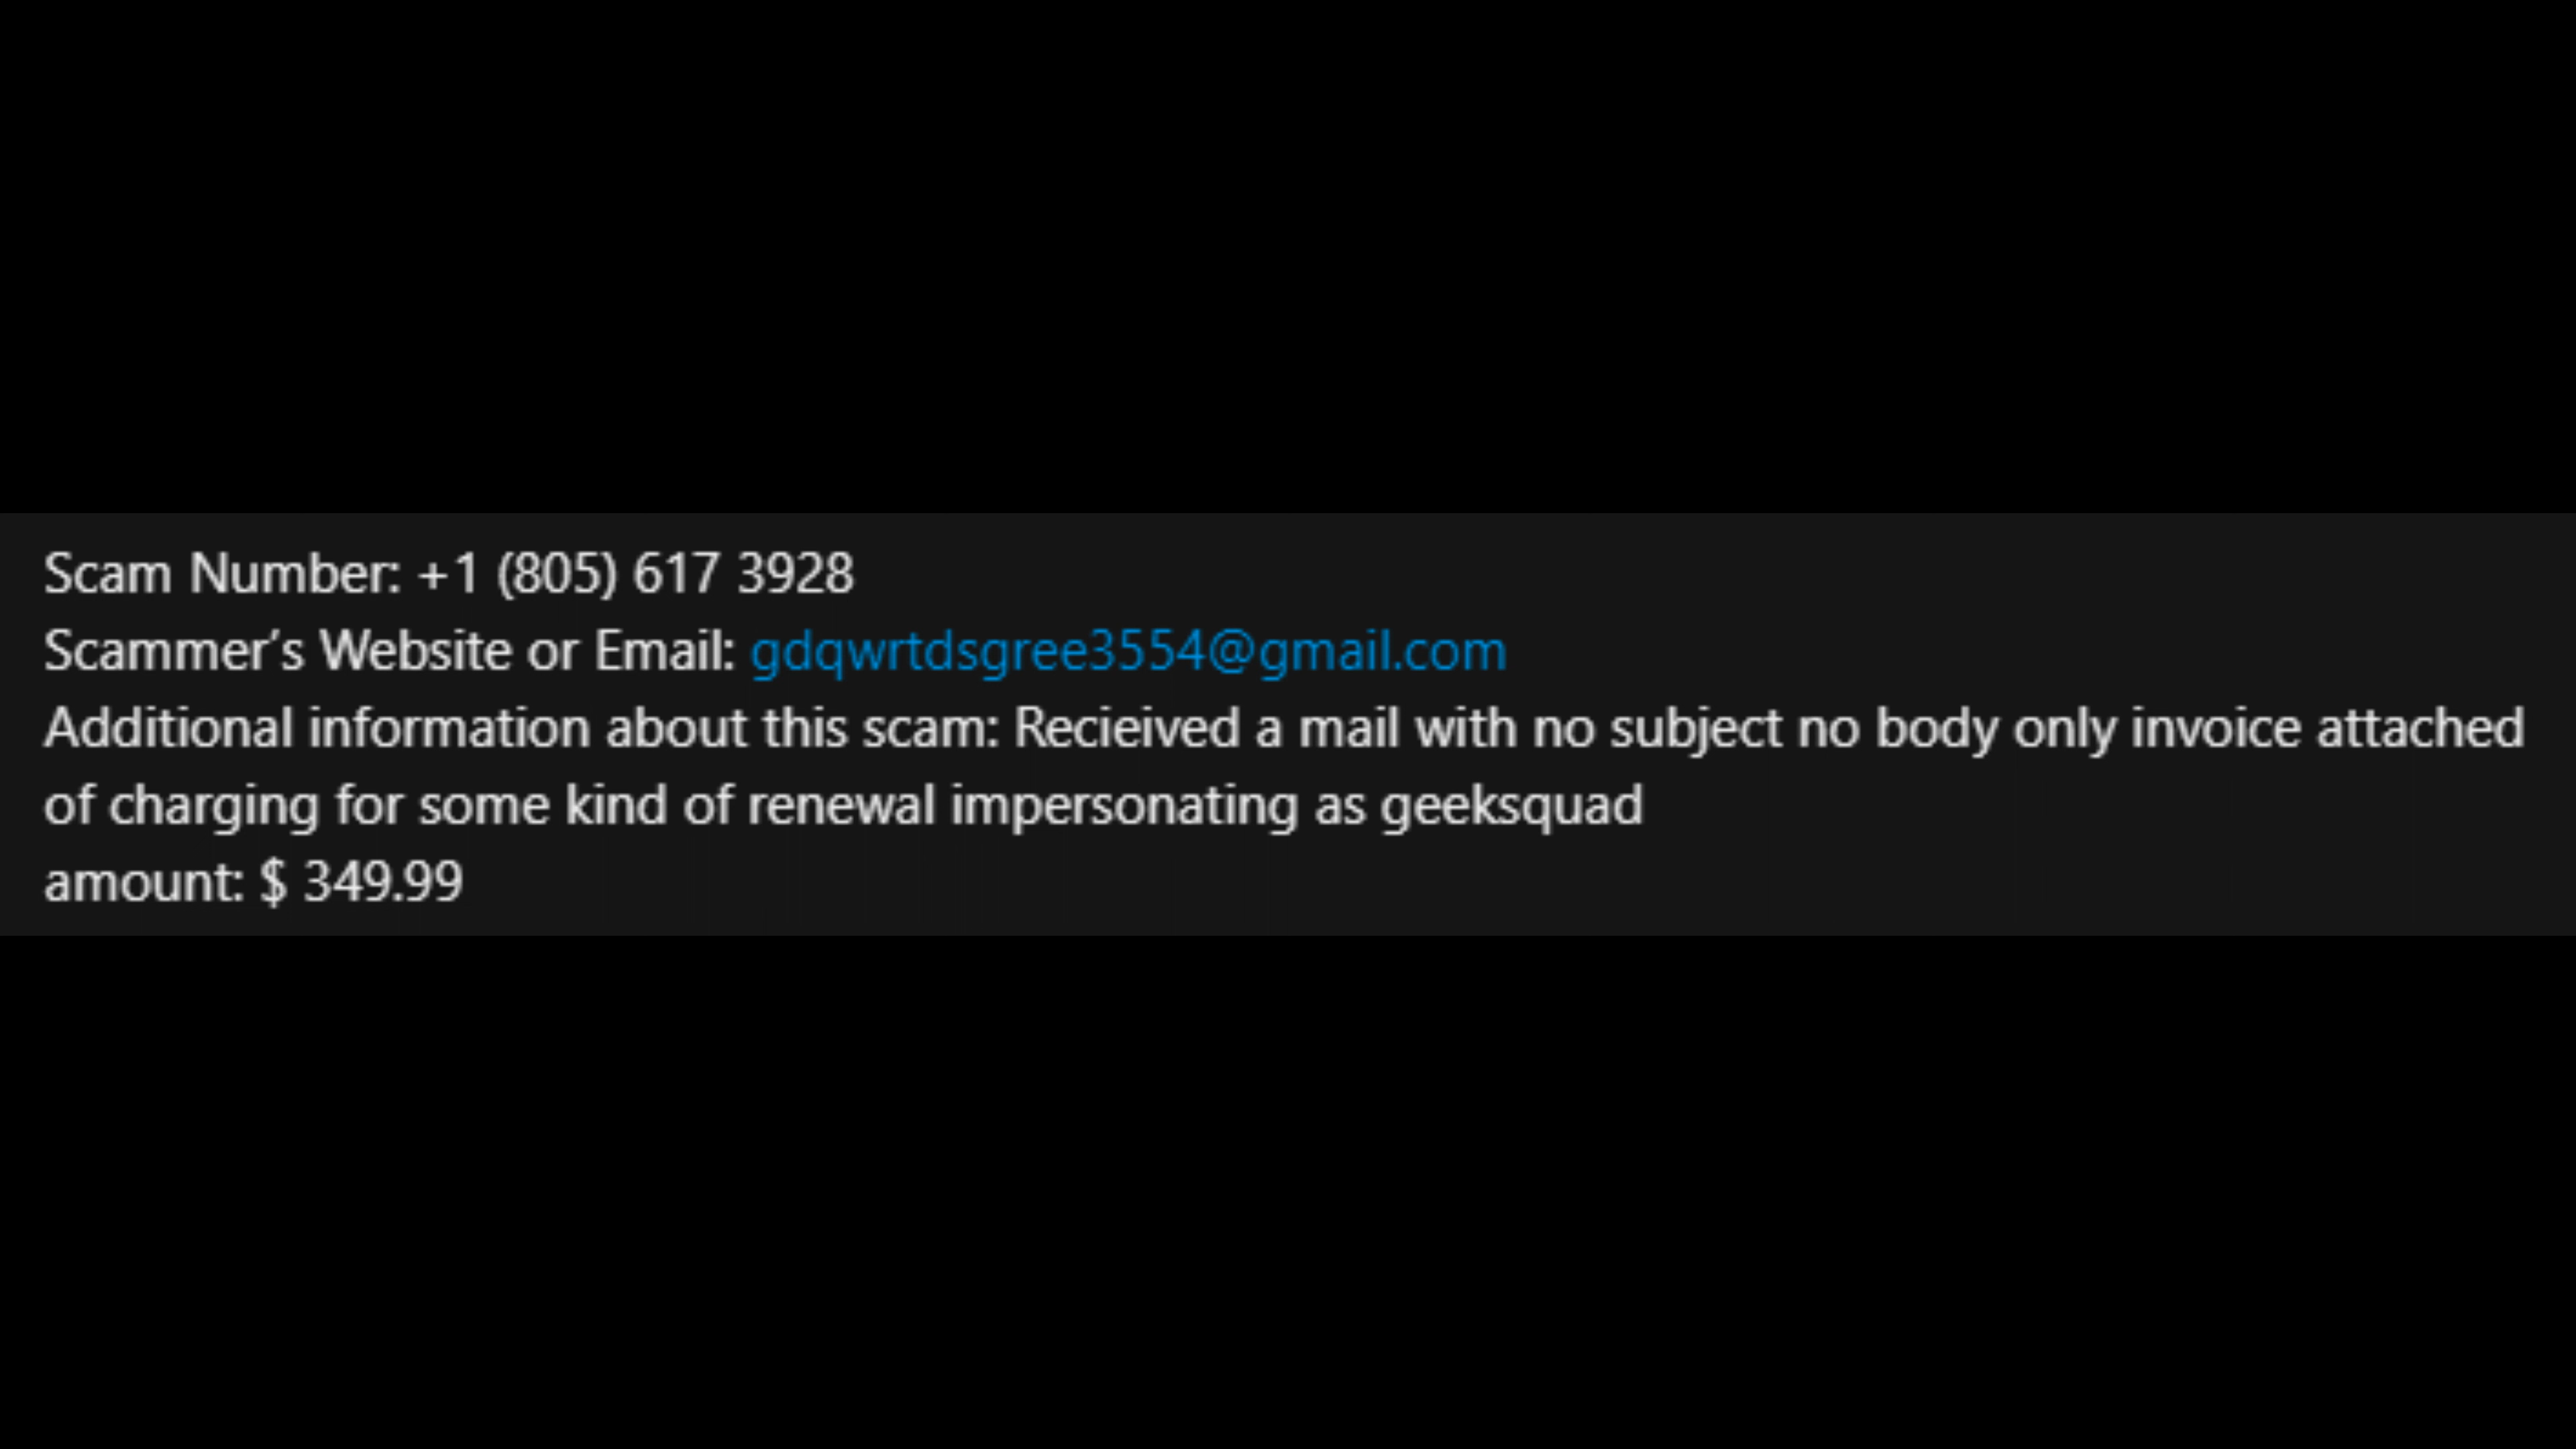 Scam Number: +1 (805) 617 3928
Scammer’s Website or Email: gdqwrtdsgree3554@gmail.com
Additional information about this scam: Recieived a mail with no subject no body only invoice attached
of charging for some kind of renewal impersonating as geeksquad
amount: $ 349.99